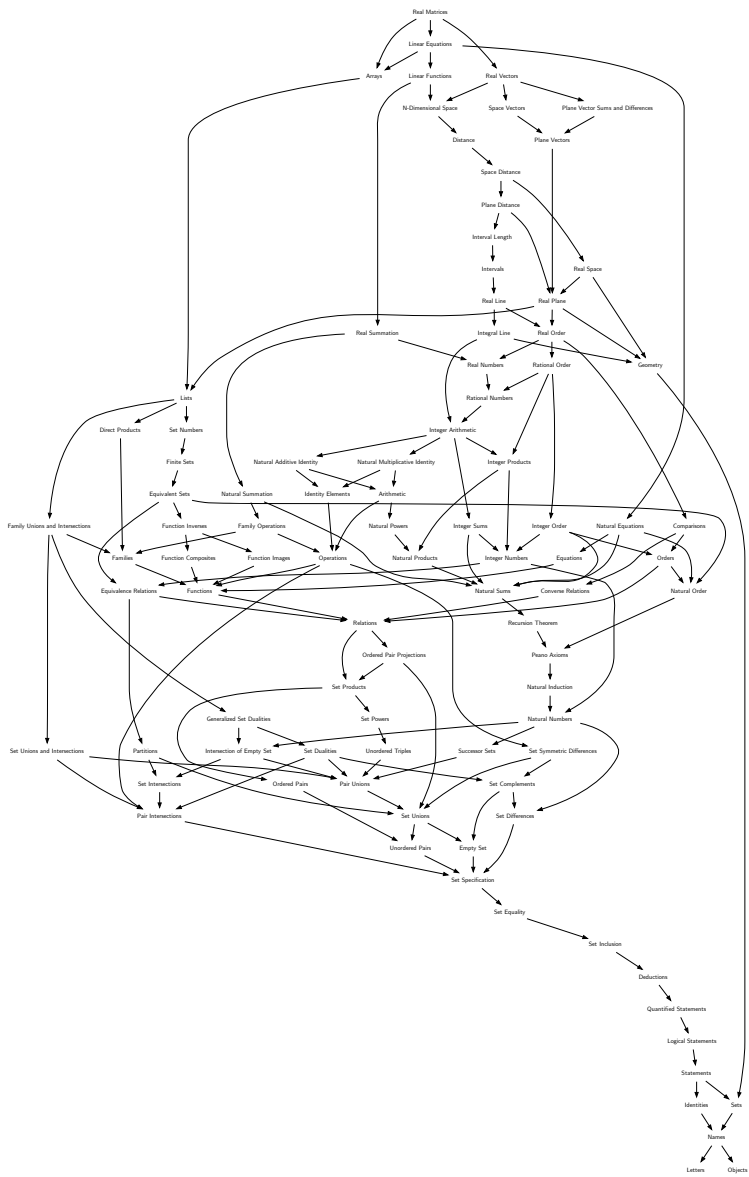 Real Matrices
Linear Equations
Arrays Linear Functions Real Vectors
N-Dimensional Space Space Vectors Plane Vector Sums and Differences
Distance Plane Vectors
Space Distance
Plane Distance
Interval Length
Intervals Real Space
Real Line Real Plane
Real Summation Integral Line Real Order
Real Numbers Rational Order Geometry
Lists Rational Numbers
Direct Products Set Numbers Integer Arithmetic
Finite Sets Natural Additive Identity Natural Multiplicative Identity Integer Products
Equivalent Sets Natural Summation Identity Elements Arithmetic
Family Unions and Intersections Function Inverses Family Operations Natural Powers Integer Sums Integer Order Natural Equations Comparisons
Families Function Composites Function Images Operations Natural Products Integer Numbers Equations Orders
Equivalence Relations Functions Natural Sums Converse Relations Natural Order
Relations Recursion Theorem
Ordered Pair Projections Peano Axioms
Set Products Natural Induction
Generalized Set Dualities Set Powers Natural Numbers
Set Unions and Intersections Partitions Intersection of Empty Set Set Dualities Unordered Triples Successor Sets Set Symmetric Differences
Set Intersections Ordered Pairs Pair Unions Set Complements
Pair Intersections Set Unions Set Differences
Unordered Pairs Empty Set
Set Specification
Set Equality
Set Inclusion
Deductions
Quantified Statements
Logical Statements
Statements
Identities Sets
Names
Letters Objects